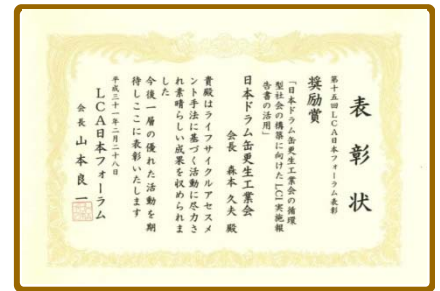 表彰状
第十五回LCA日本フォーラム表彰
奨励賞
「日本ドラム缶更生工業会の循環
型社会の構築に向けたLCI実施報
告書の活用」
日本ドラム缶更生工業会
会長 森本久夫 殿
貴殿はライフサイクルアセスメ
ント手法に基づく活動に尽力さ
れ素晴らしい成果を収められま
した
今後一層の優れた活動を期
待しここに表彰いたします
平成三十一年二月二十八日
LCA日本フォーラム
会長 山本良一